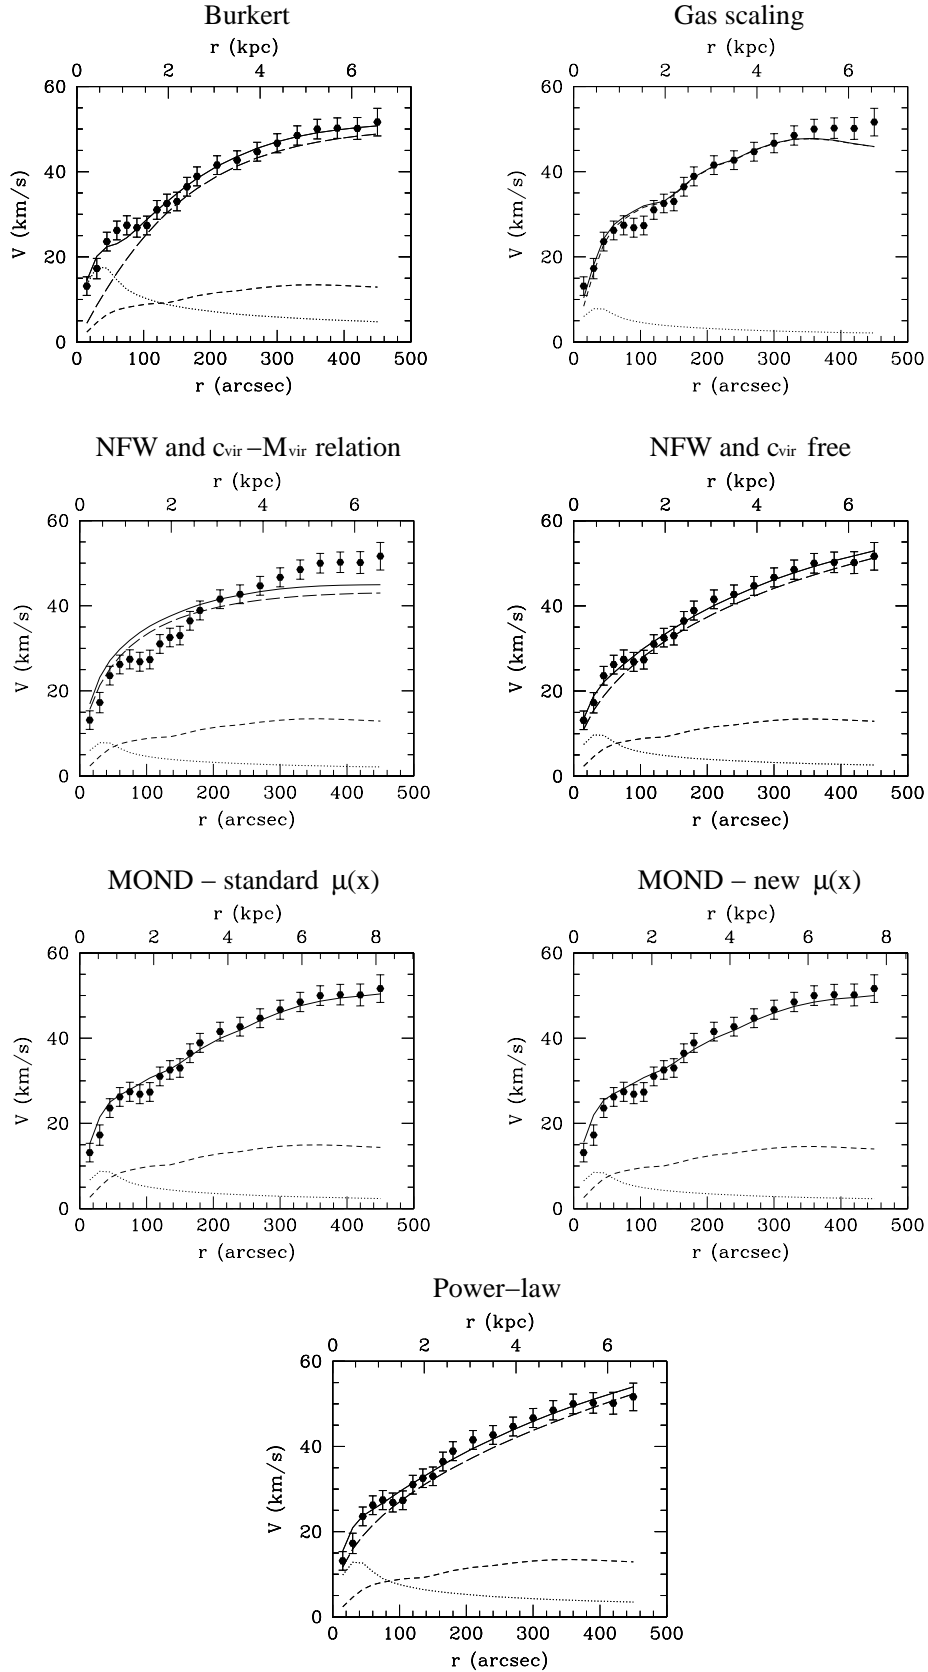 Burkert
Gas scaling
r (kpc)
r (kpc)
0 2 4 6
0 2 4 6
60
40
20
0
V (km/s)
60
40
20
0
V (km/s)
0 100 200 300 400 500
0 100 200 300 400 500
r (arcsec)
r (arcsec)
NFW and cvir −Mvir relation
NFW and cvir free
r (kpc)
r (kpc)
0 2 4 6
0 2 4 6
60
40
20
0
V (km/s)
60
40
20
0
V (km/s)
0 100 200 300 400 500
0 100 200 300 400 500
r (arcsec)
r (arcsec)
MOND − standard μ(x)
MOND − new μ(x)
r (kpc)
r (kpc)
0 2 4 6 8
0 2 4 6 8
60
40
20
0
V (km/s)
60
40
20
0
V (km/s)
0 100 200 300 400 500
0 100 200 300 400 500
r (arcsec)
r (arcsec)
Power−law
r (kpc)
0 2 4 6
60
40
20
0
V (km/s)
0 100 200 300 400 500
r (arcsec)